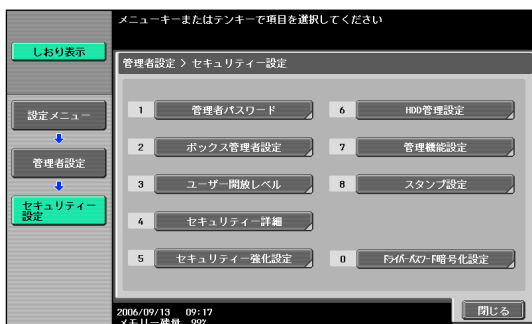 メニューキーまたはテンキーで項目を選択してください
しおり表示
管理者設定 > セキュリティー設定
設定メニュー
管理者設定
セキュリティー
設定
1 管理者パスワード
2 ボックス管理者設定
3 ユーザー開放レベル
4 セキュリティー詳細
5 セキュリティー強化設定
6 HDD管理設定
7 管理機能設定
8 スタンプ設定
0 ドライバーパスワード暗号化設定
2006/09/13 09:17
メモリー残量 99%
閉じる